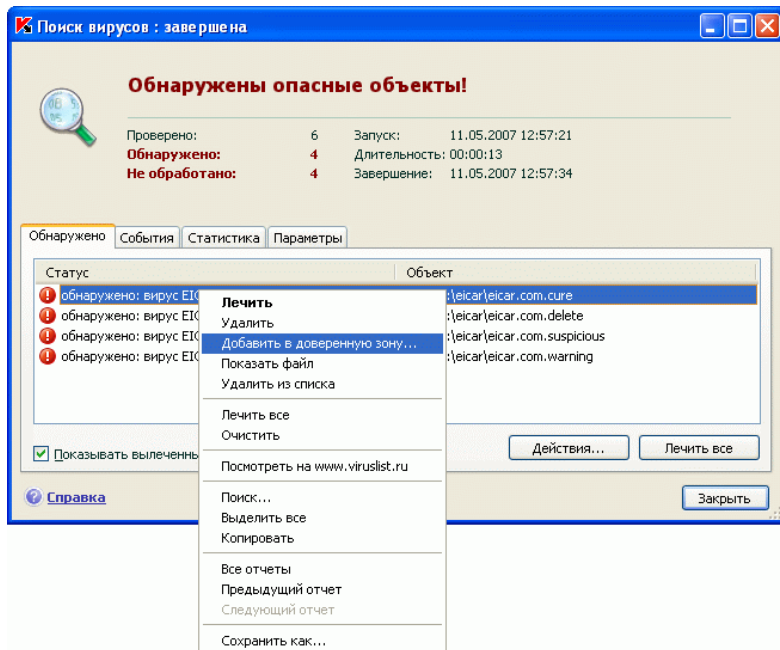 Поиск вирусов : завершена
Обнаружены опасные объекты!
Проверено: 6 Запуск: 11.05.2007 12:57:21
Обнаружено: 4 Длительность: 00:00:13
Не обработано: 4 Завершение: 11.05.2007 12:57:34
Обнаружено События Статистика Параметры
Статус Объект
обнаружено: вирус EIC :\eicar\eicar.com.cure
обнаружено: вирус EIC :\eicar\eicar.com.delete
обнаружено: вирус EIC :\eicar\eicar.com.suspicious
обнаружено: вирус EIC :\eicar\eicar.com.warning
Лечить
Удалить
Добавить в доверенную зону...
Показать файл
Удалить из списка
Лечить все
Очистить
Посмотреть на www.viruslist.ru
Поиск...
Выделить все
Копировать
Все отчеты
Предыдущий отчет
Следующий отчет
Сохранить как...
Показывать вылеченны
Действия... Лечить все
Справка
Закрыть